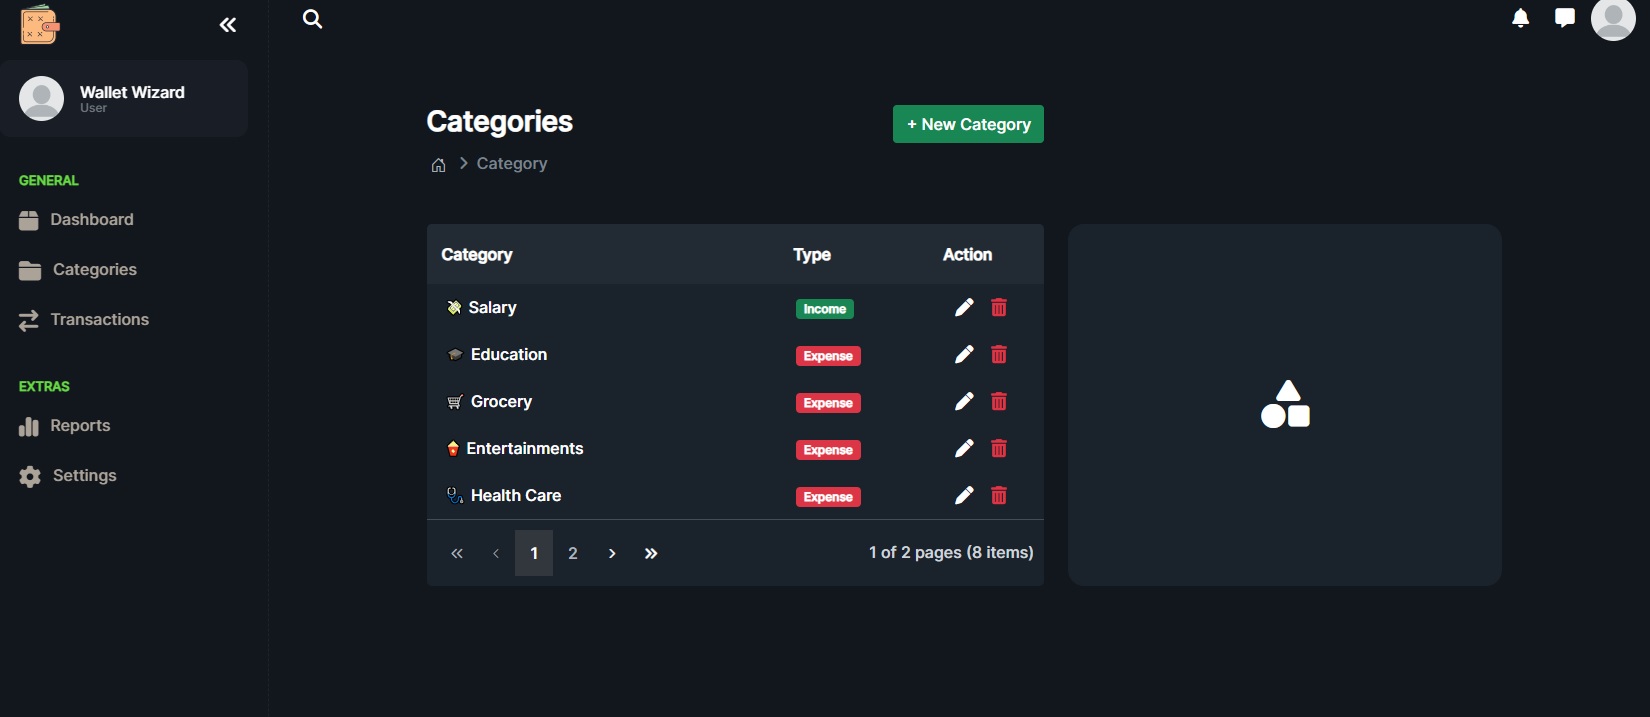 Wallet Wizard
User
GENERAL
Dashboard
Categories
Transactions
EXTRAS
Reports
Settings
Categories
+ New Category
Category
Category Type Action
Salary Income
Education Expense
Grocery Expense
Entertainments Expense
Health Care Expense
« ‹ 1 2 › » 1 of 2 pages (8 items)